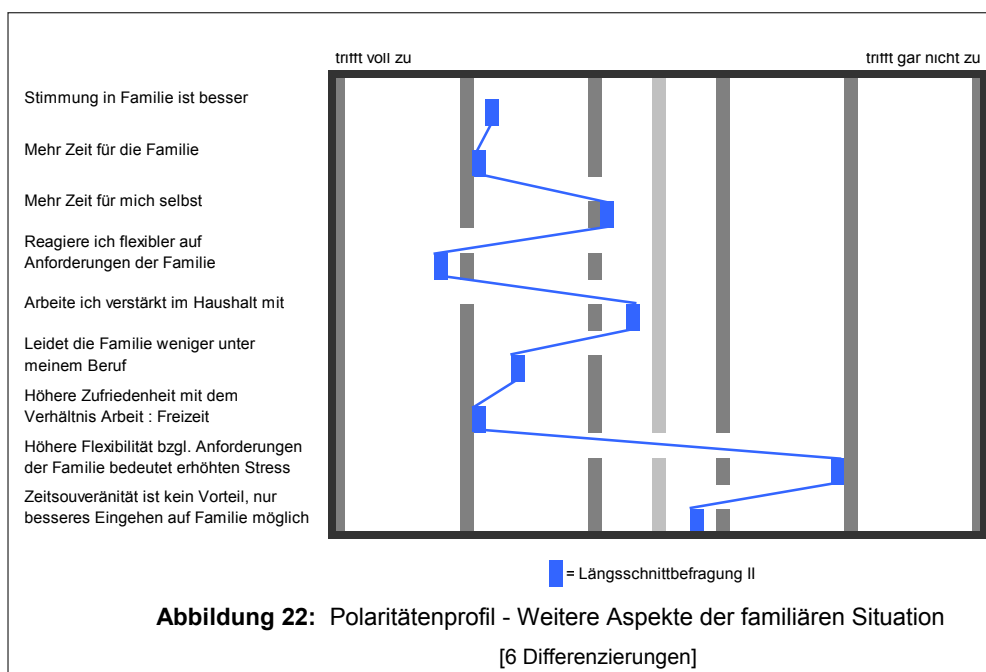 trifft voll zu
trifft gar nicht zu
Stimmung in Familie ist besser
Mehr Zeit für die Familie
Mehr Zeit für mich selbst
Reagiere ich flexibler auf
Anforderungen der Familie
Arbeite ich verstärkt im Haushalt mit
Leidet die Familie weniger unter
meinem Beruf
Höhere Zufriedenheit mit dem
Verhältnis Arbeit : Freizeit
Höhere Flexibilität bzgl. Anforderungen
der Familie bedeutet erhöhten Stress
Zeitsouveränität ist kein Vorteil, nur
besseres Eingehen auf Familie möglich
= Längsschnittbefragung II
Abbildung 22: Polaritätenprofil - Weitere Aspekte der familiären Situation
[6 Differenzierungen]